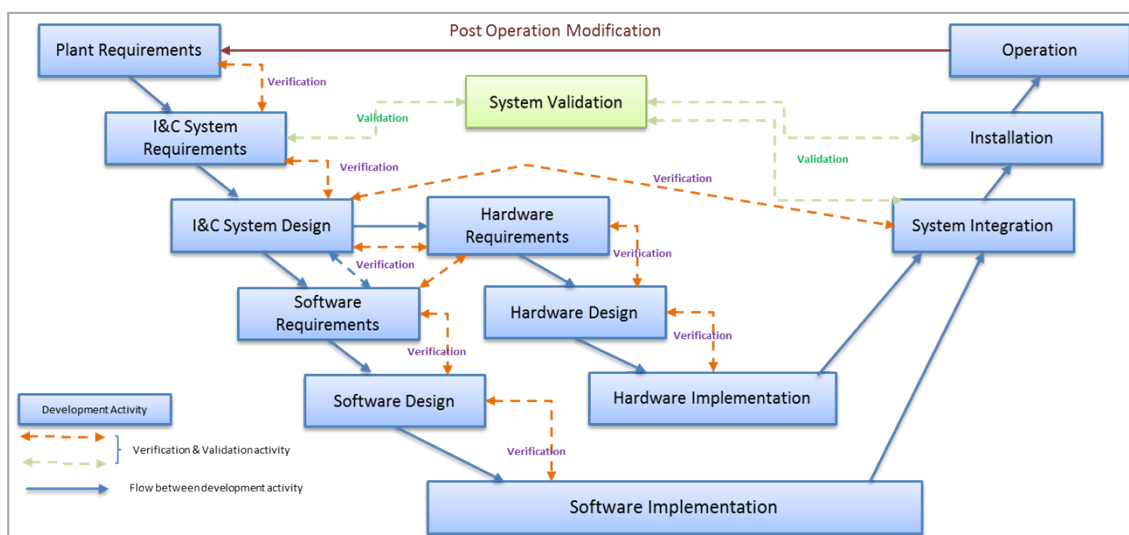 Post Operation Modification
Plant Requirements
Operation
Verification
System Validation
I&C System
Requirements
Validation
Installation
Verification
Validation
Verification
I&C System Design
Hardware
Requirements
System Integration
Verification
Verification
Software
Requirements
Hardware Design
Verification
Verification
Software Design
Hardware Implementation
Development Activity
Verification & Validation activity
Verification
Flow between development activity
Software Implementation